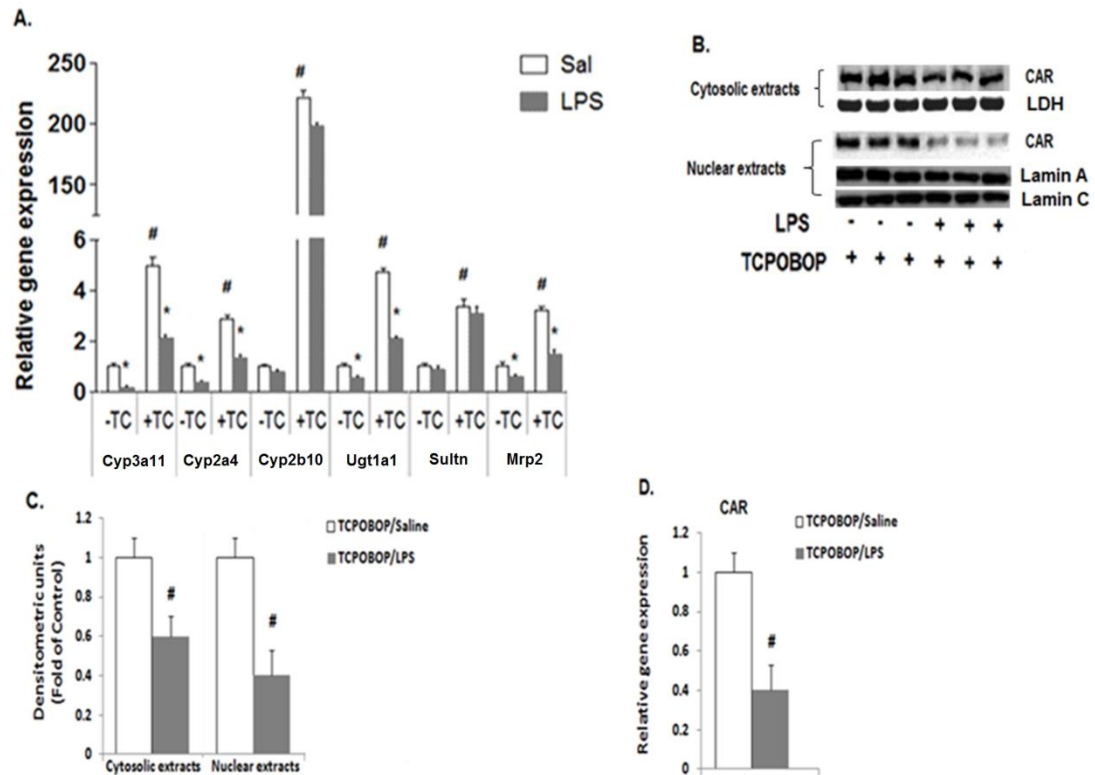 A.
Relative gene expression
250
200
150
6
4
2
0
# * # * # # * # # *
* * * *
Sal
LPS
-TC +TC -TC +TC -TC +TC -TC +TC -TC +TC -TC +TC
Cyp3a11 Cyp2a4 Cyp2b10 Ugt1a1 Sultn Mrp2
B.
Cytosolic extracts
CAR
LDH
Nuclear extracts
CAR
Lamin A
Lamin C
LPS - - - + + +
TCPOBOP + + + + + +
C.
Densitometric units
(Fold of Control)
1.2
1
0.8
0.6
0.4
0.2
0
#
#
Cytosolic extracts Nuclear extracts
TCPOBOP/Saline
TCPOBOP/LPS
D.
CAR
Relative gene expression
1.2
1
0.8
0.6
0.4
0.2
0
#
TCPOBOP/Saline
TCPOBOP/LPS